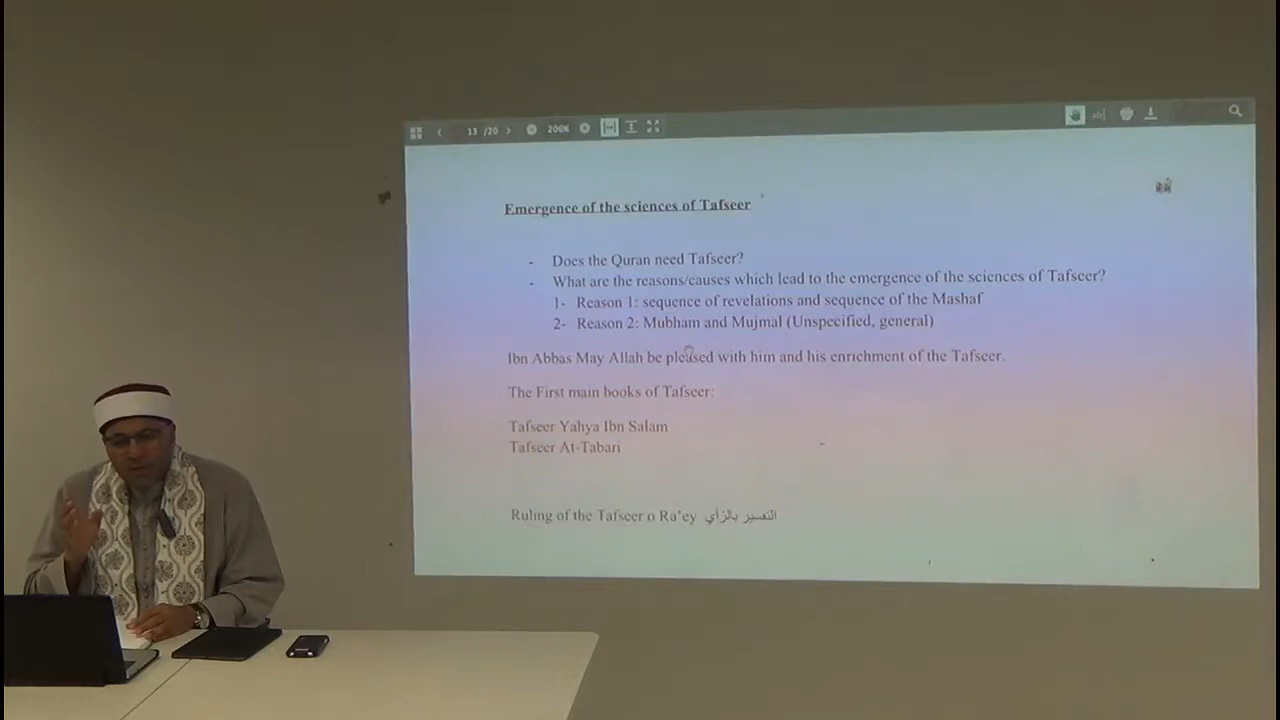 13 /20
206%
Emergence of the sciences of Tafseer
- Does the Quran need Tafseer?
- What are the reasons/causes which lead to the emergence of the sciences of Tafseer?
1- Reason 1: sequence of revelations and sequence of the Mashaf
2- Reason 2: Mubham and Mujmal (Unspecified, general)
Ibn Abbas May Allah be pleased with him and his enrichment of the Tafseer.
The First main books of Tafseer:
Tafseer Yahya Ibn Salam
Tafseer At-Tabari
Ruling of the Tafseer o Ra'ey التفسير بالرأي